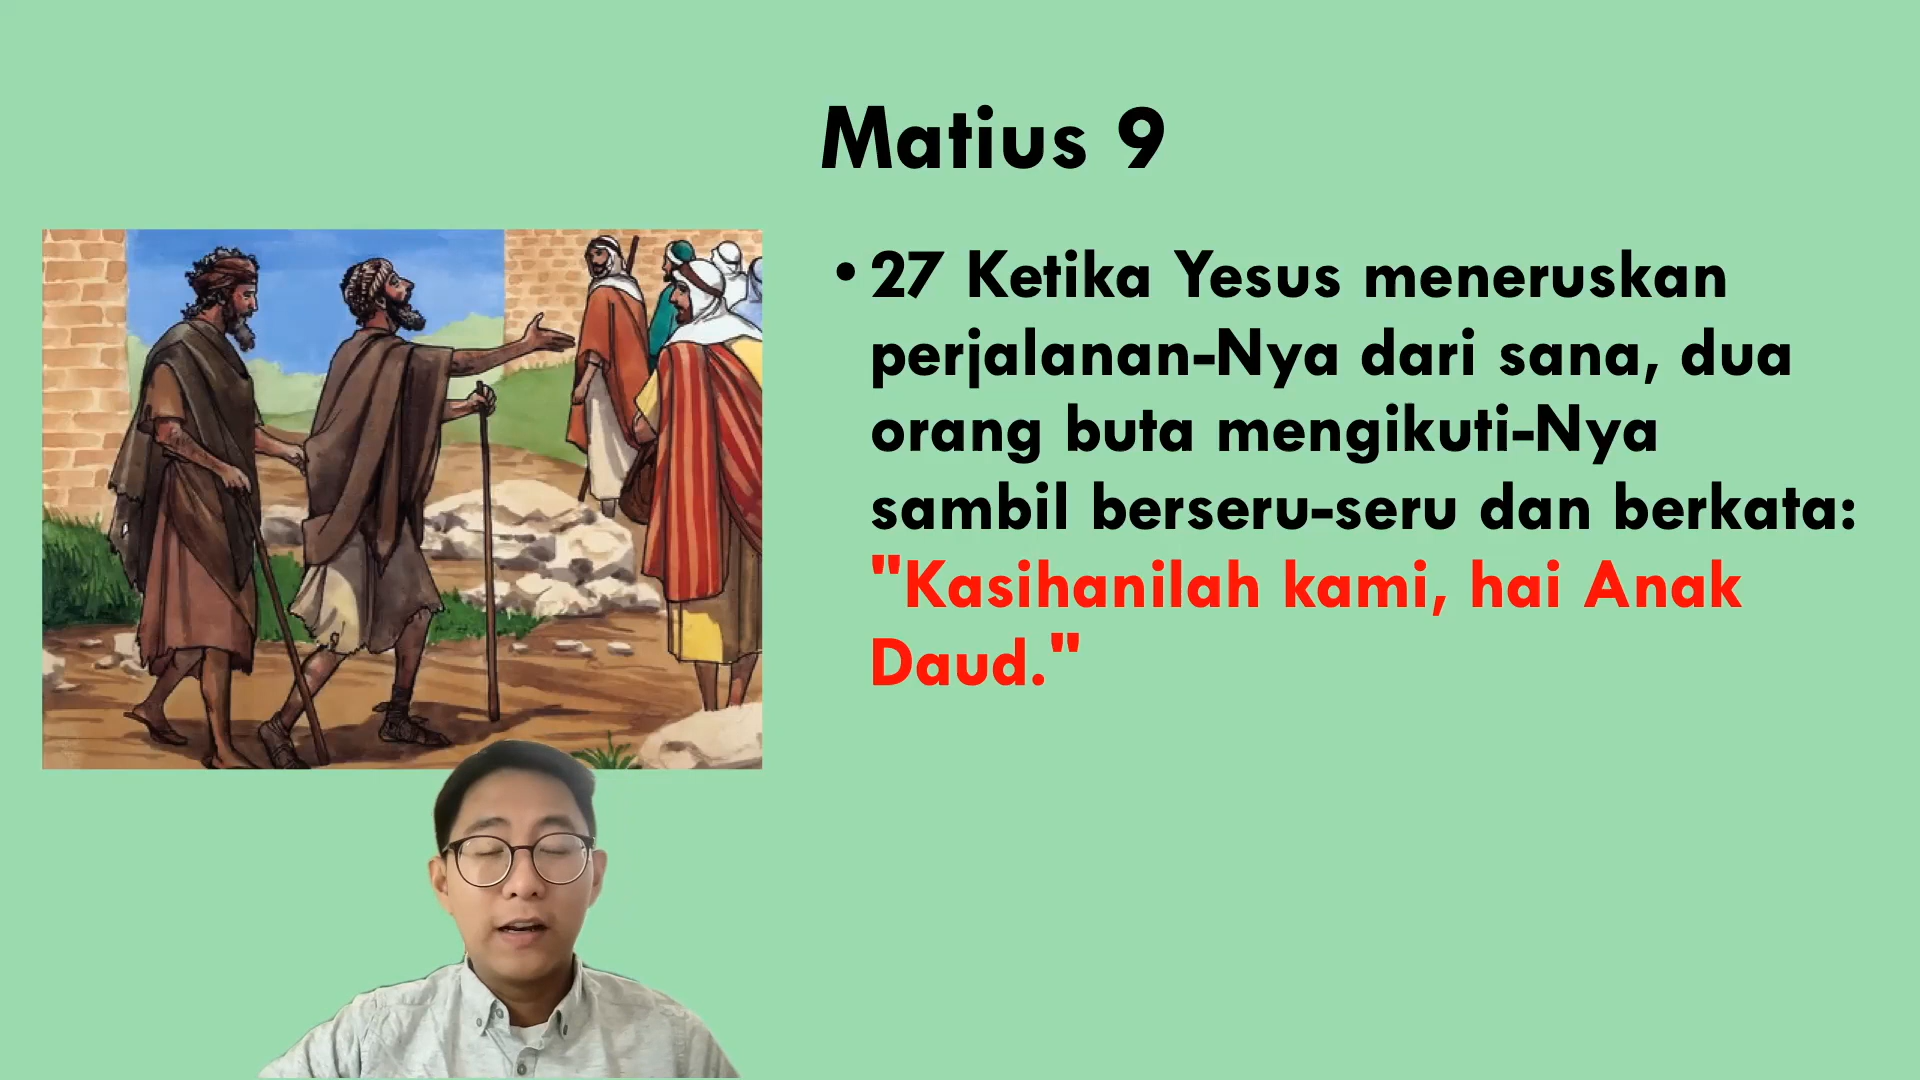 Matius 9
• 27 Ketika Yesus meneruskan
perjalanan-Nya dari sana, dua
orang buta mengikuti-Nya
sambil berseru-seru dan berkata:
"Kasihanilah kami, hai Anak
Daud."